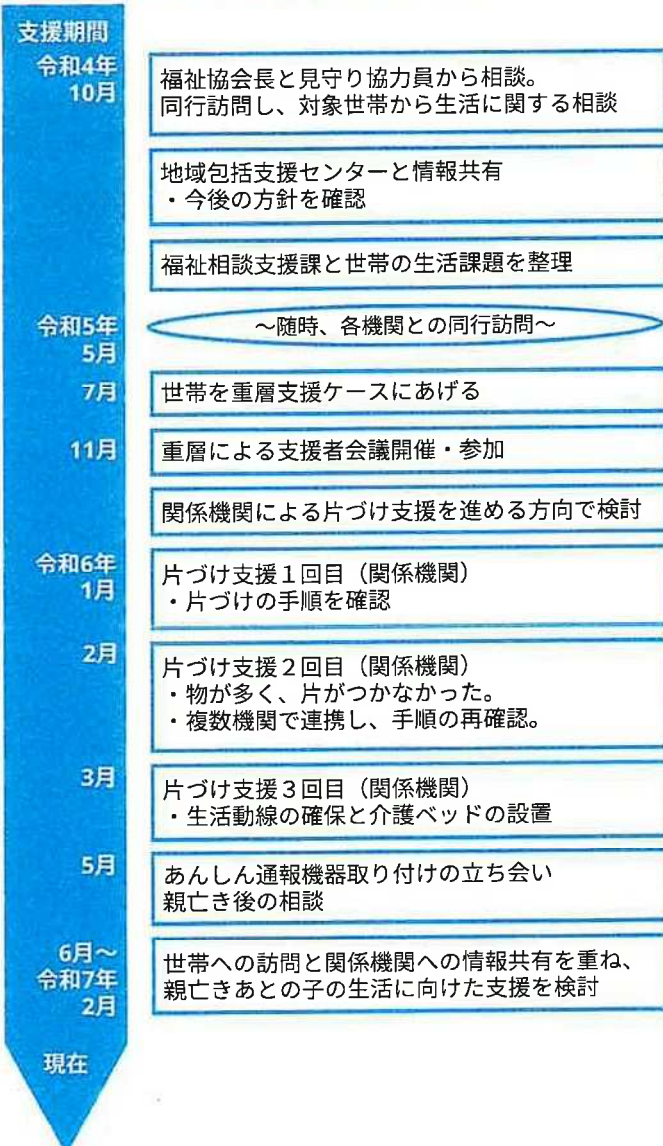 支援期間
令和4年
10月
福祉協会長と見守り協力員から相談。
同行訪問し、対象世帯から生活に関する相談
地域包括支援センターと情報共有
・今後の方針を確認
福祉相談支援課と世帯の生活課題を整理
令和5年
5月
～随時、各機関との同行訪問～
7月
世帯を重層支援ケースにあげる
11月
重層による支援者会議開催・参加
関係機関による片づけ支援を進める方向で検討
令和6年
1月
片づけ支援１回目（関係機関）
・片づけの手順を確認
2月
片づけ支援２回目（関係機関）
・物が多く、片がつかなかった。
・複数機関で連携し、手順の再確認。
3月
片づけ支援３回目（関係機関）
・生活動線の確保と介護ベッドの設置
5月
あんしん通報機器取り付けの立ち会い
親亡き後の相談
6月～
令和7年
2月
世帯への訪問と関係機関への情報共有を重ね、
親亡きあとの子の生活に向けた支援を検討
現在